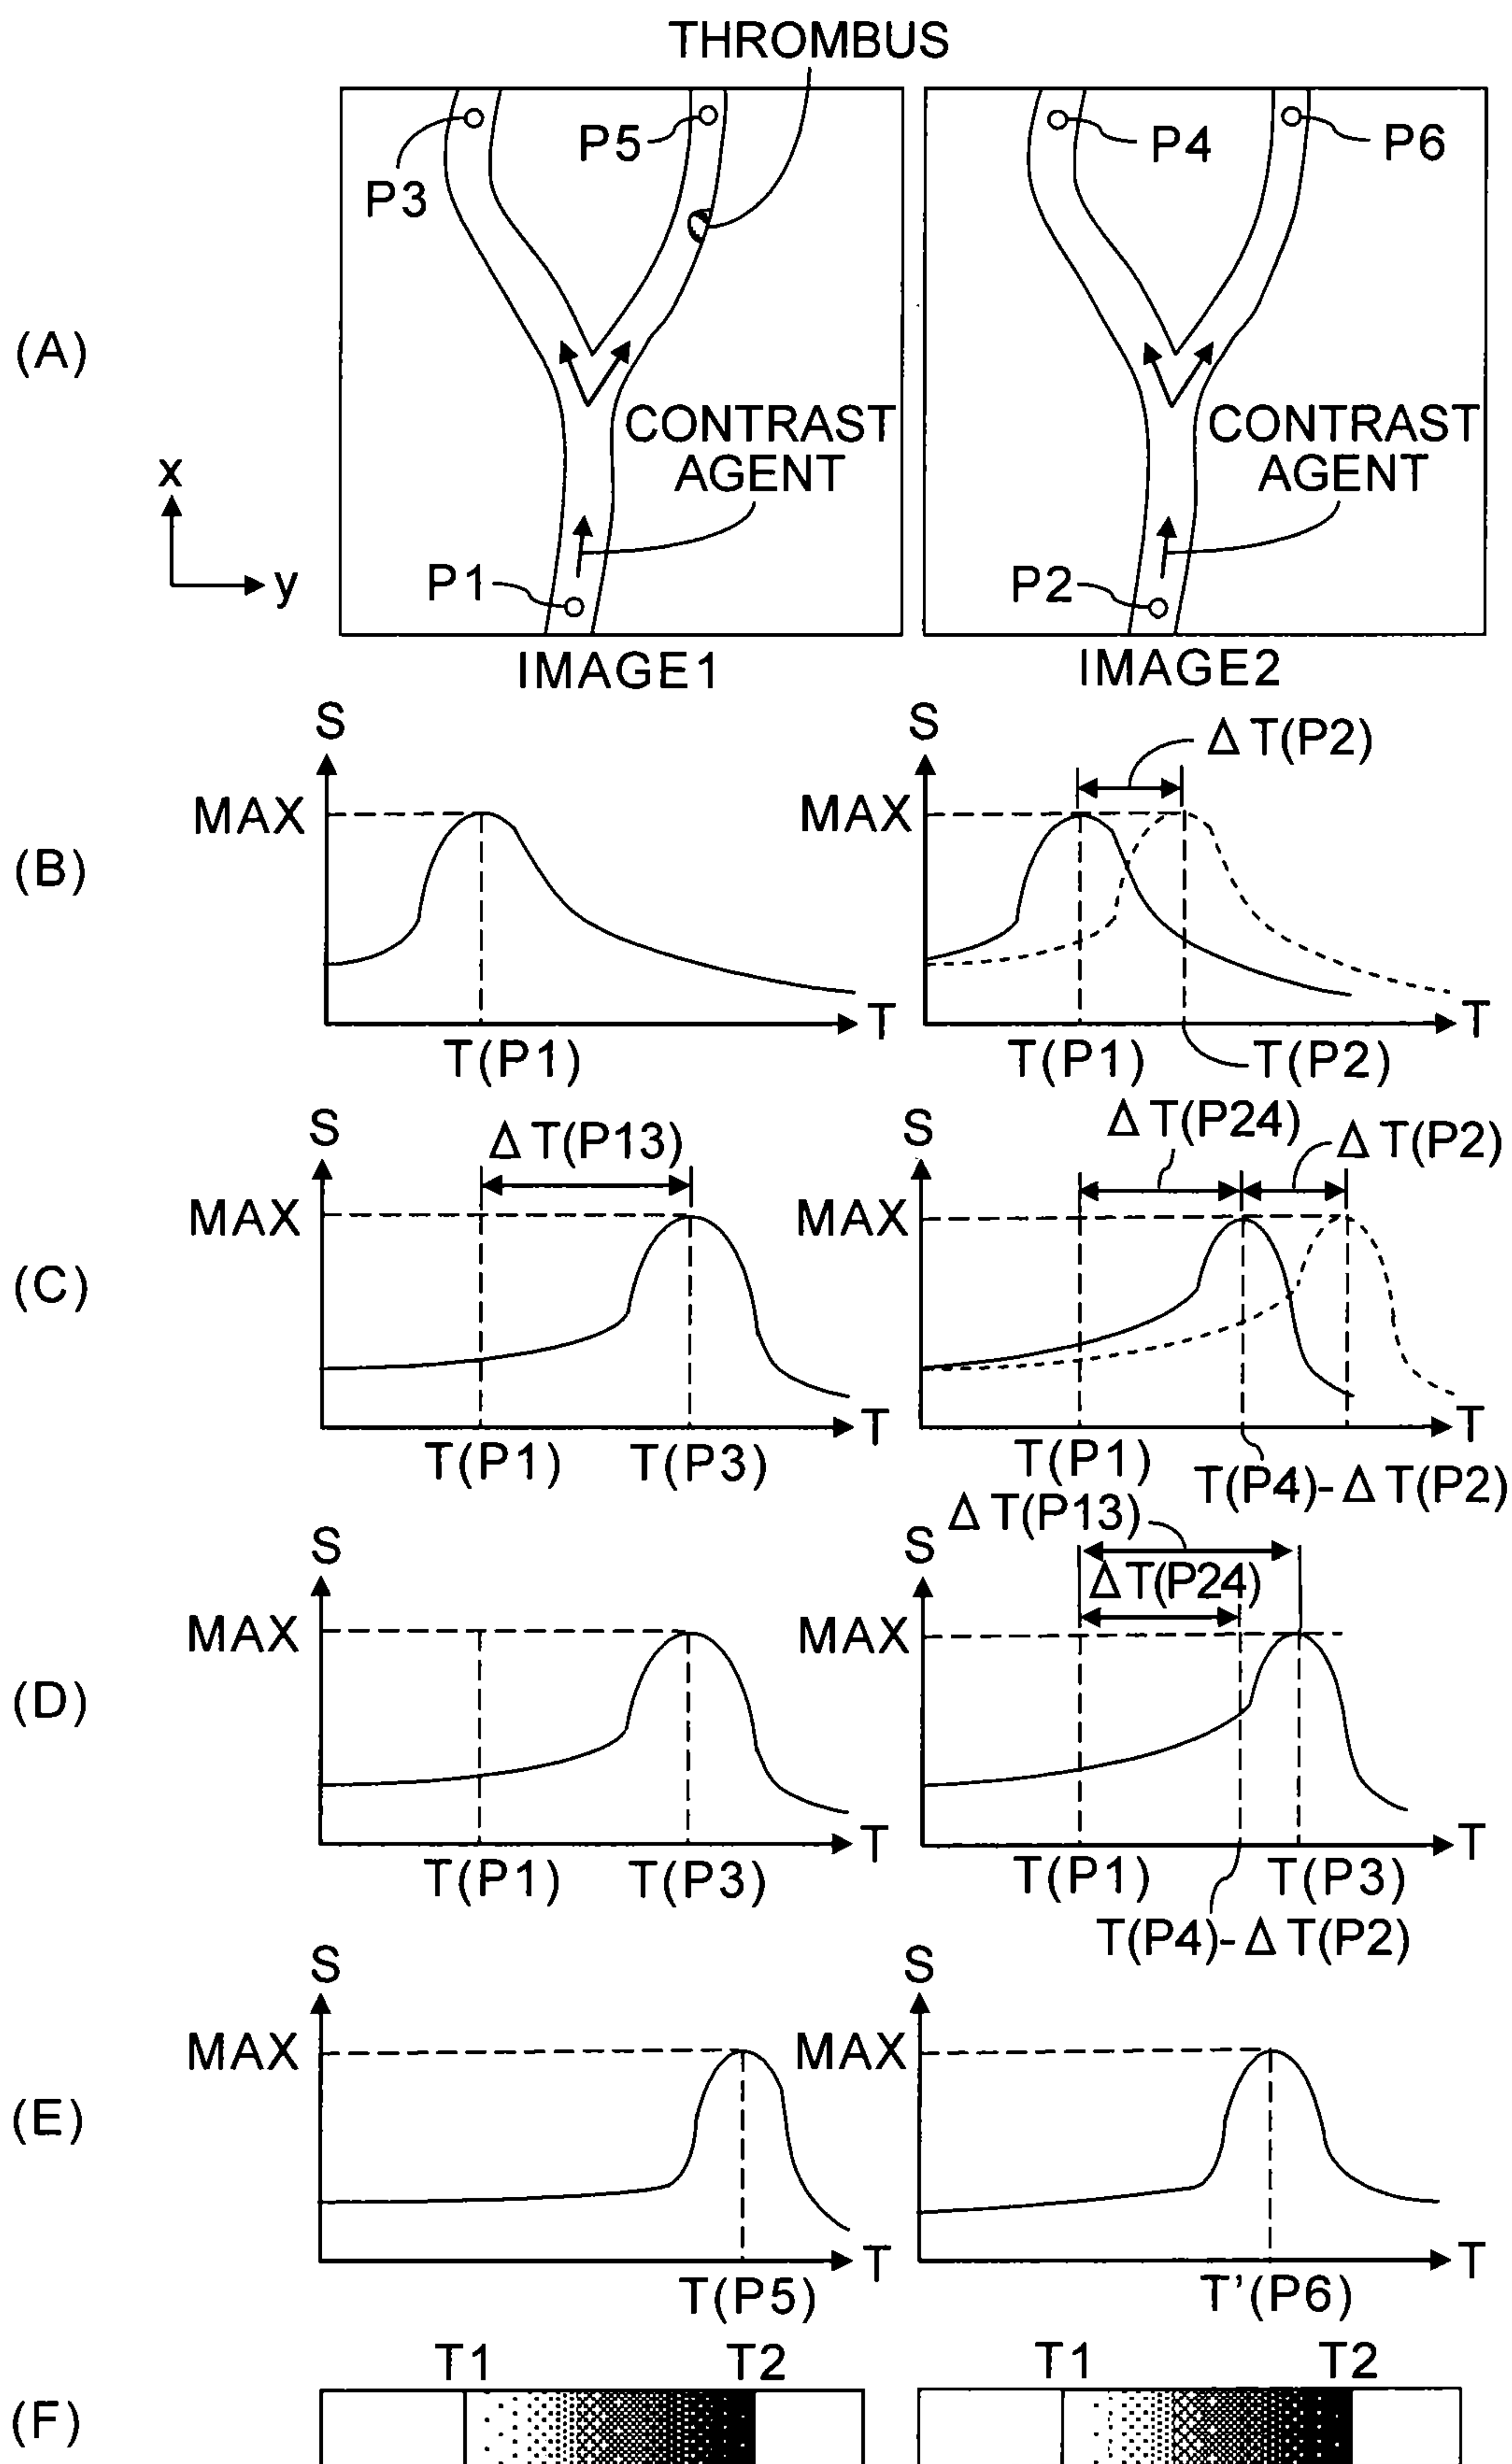 THROMBUS
P3
P5
P4
P6
(A)
CONTRAST
AGENT
CONTRAST
AGENT
x
y
P1
P2
IMAGE1
IMAGE2
S
S
ΔT(P2)
MAX
MAX
(B)
T
T
T(P1)
T(P1)
T(P2)
S
ΔT(P13)
S
ΔT(P24)
ΔT(P2)
MAX
MAX
(C)
T
T
T(P1)
T(P3)
T(P1)
T(P4)-ΔT(P2)
S
S
ΔT(P13)
ΔT(P24)
MAX
MAX
(D)
T
T
T(P1)
T(P3)
T(P1)
T(P3)
T(P4)-ΔT(P2)
S
S
MAX
MAX
(E)
T
T
T(P5)
T'(P6)
T1
T2
T1
T2
(F)